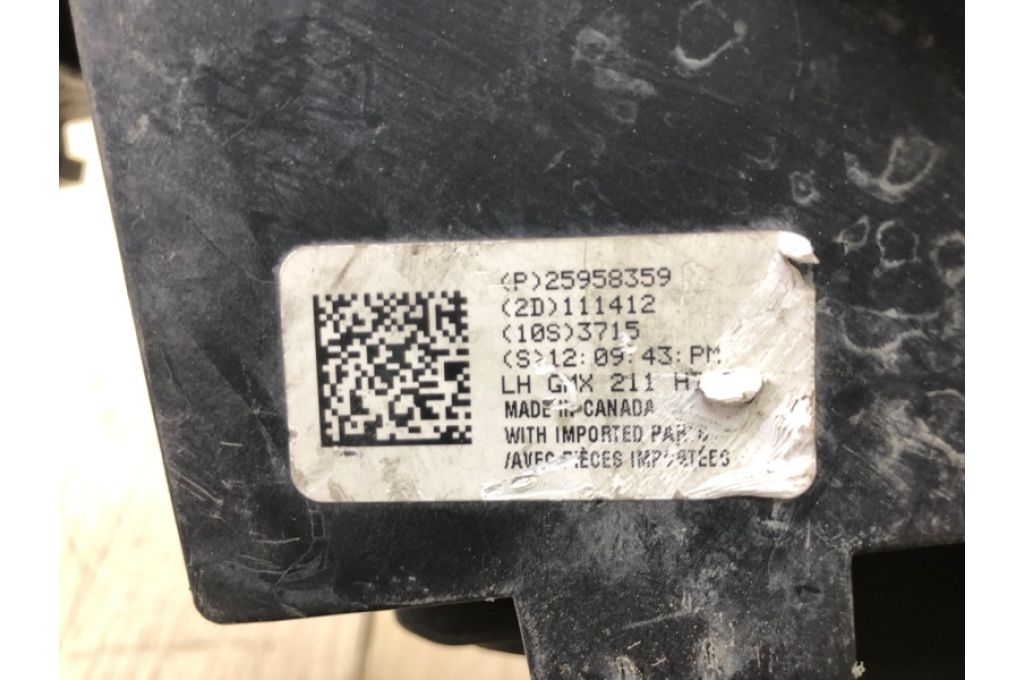 (P)25958359
(2D)111412
(10S)3715
(S)12:09:43:PM
LH GMX 211
MADE IN CANADA
WITH IMPORTED PARTS
/AVEC PIÈCES IMPORTÉES